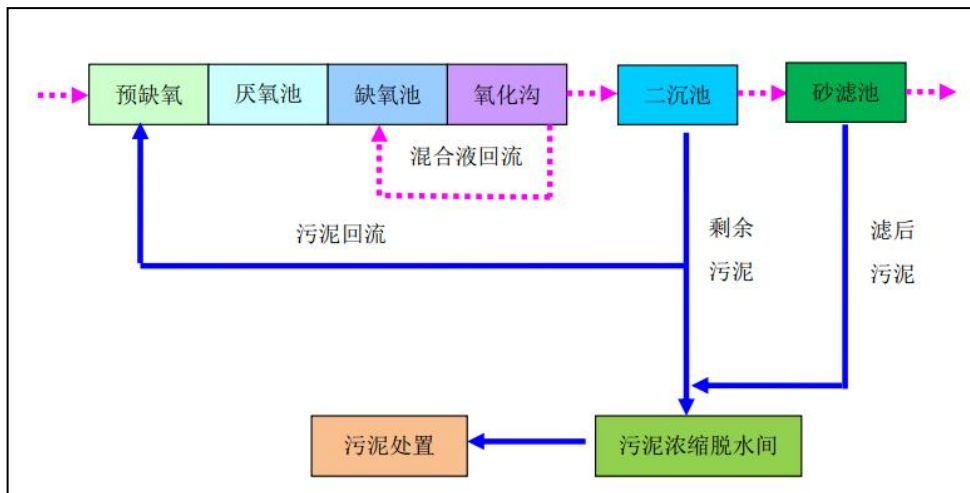 预缺氧
厌氧池
缺氧池
氧化沟
二沉池
砂滤池
混合液回流
污泥回流
剩余
污泥
滤后
污泥
污泥处置
污泥浓缩脱水间